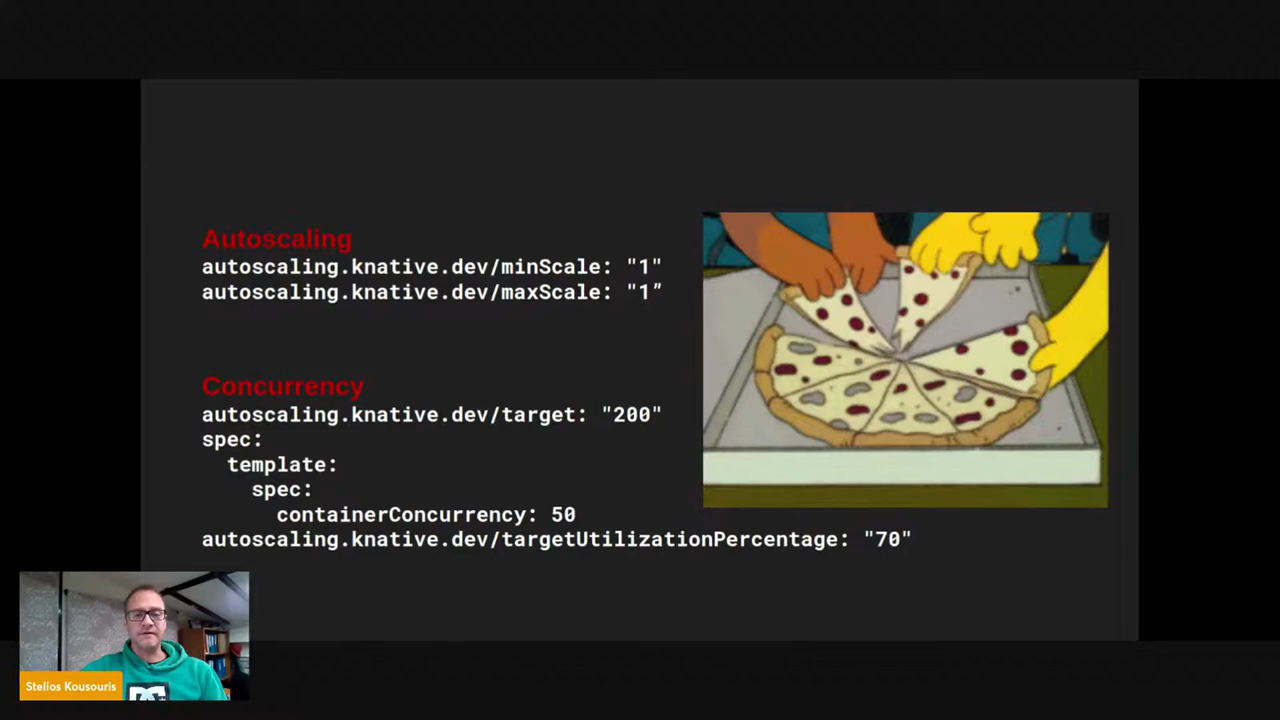 Autoscaling
autoscaling.knative.dev/minScale: "1"
autoscaling.knative.dev/maxScale: "1”
Concurrency
autoscaling.knative.dev/target: "200"
spec:
  template:
    spec:
      containerConcurrency: 50
autoscaling.knative.dev/targetUtilizationPercentage: "70"
Stelios Kousouris
DC